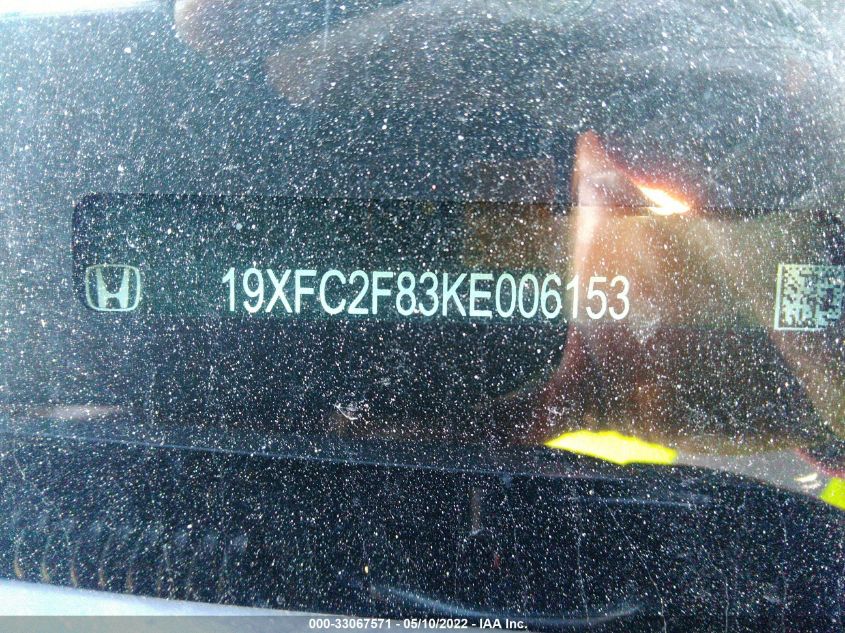 19XFC2F83KE006153
000-33067571 - 05/10/2022 - IAA Inc.